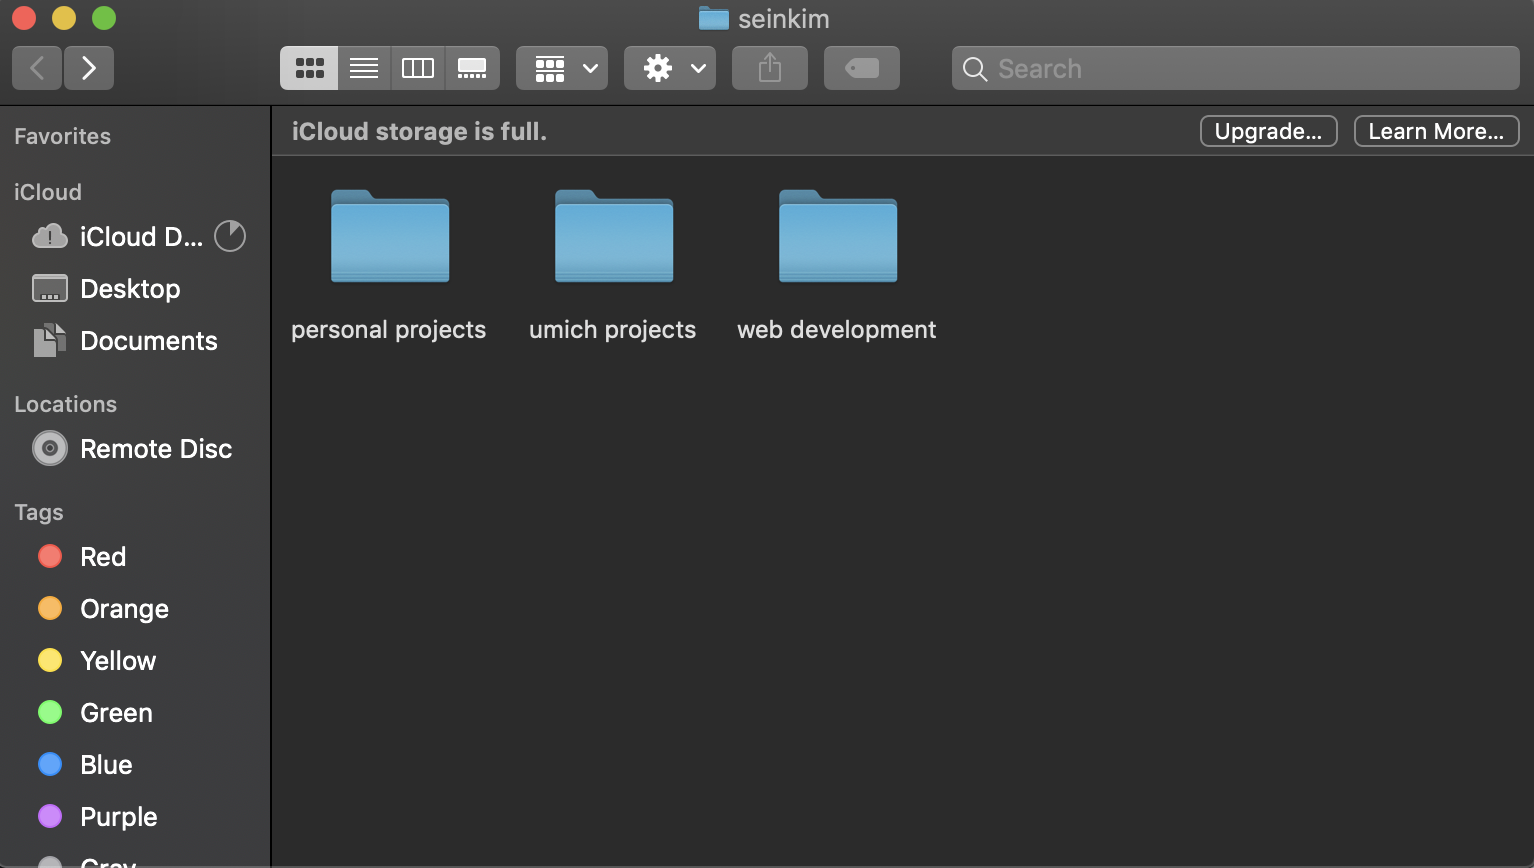 seinkim
Search
Favorites
iCloud
iCloud D...
Desktop
Documents
Locations
Remote Disc
Tags
Red
Orange
Yellow
Green
Blue
Purple
Gray
iCloud storage is full.
Upgrade...
Learn More...
personal projects
umich projects
web development